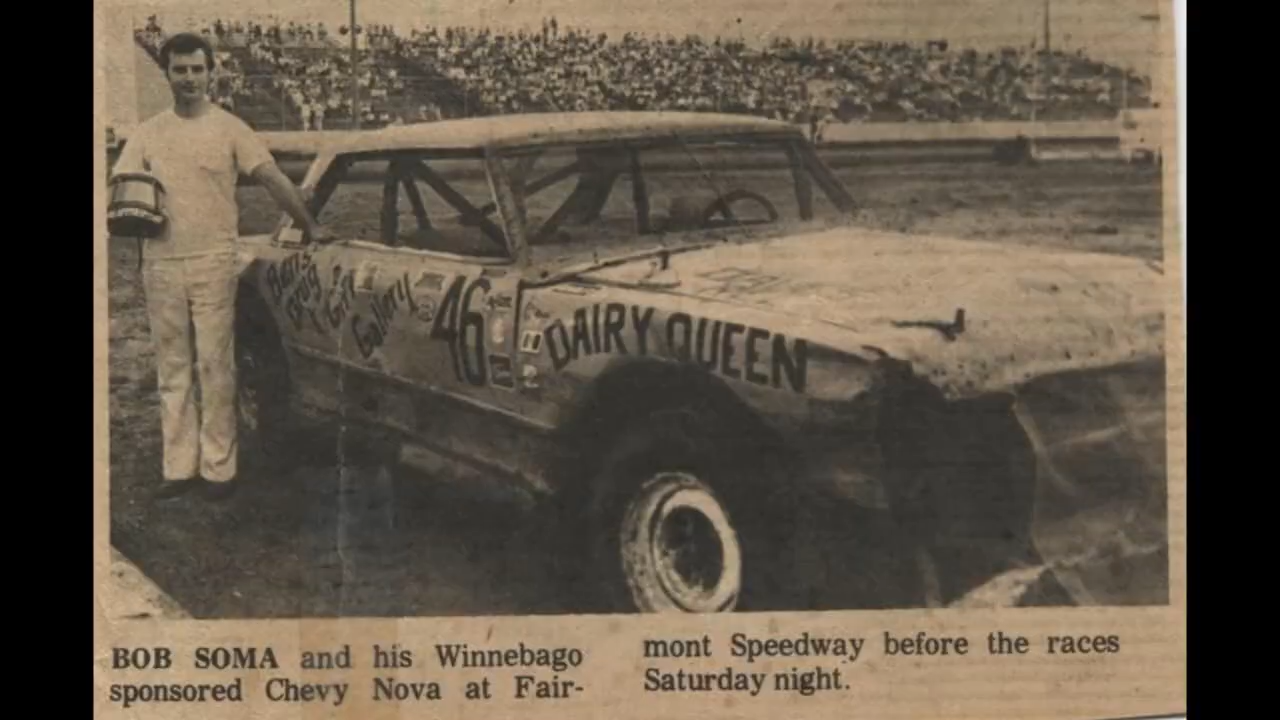 46
DAIRY QUEEN
Gallery
BOB SOMA and his Winnebago
sponsored Chevy Nova at Fair-
mont Speedway before the races
Saturday night.